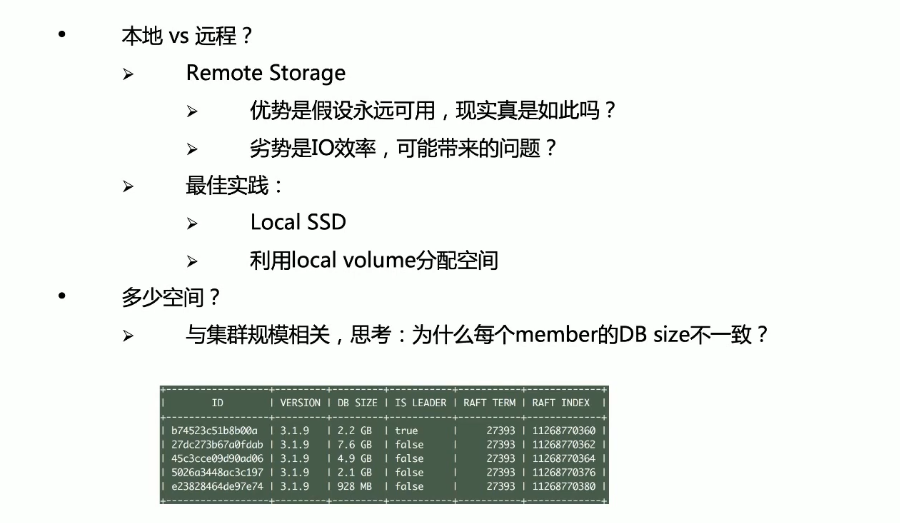 • 本地 vs 远程？
➢ Remote Storage
➢ 优势是假设永远可用，现实真是如此吗？
➢ 劣势是IO效率，可能带来的问题？
➢ 最佳实践：
➢ Local SSD
➢ 利用local volume分配空间
• 多少空间？
➢ 与集群规模相关，思考：为什么每个member的DB size不一致？
| ID | VERSION | DB SIZE | IS LEADER | RAFT TERM | RAFT INDEX |
| b74523c51b8b00a | 3.1.9 | 2.2 GB | true | 27393 | 11268770360 |
| 27dc273b67a0fdab | 3.1.9 | 7.6 GB | false | 27393 | 11268770362 |
| 45c3cce09d90ad06 | 3.1.9 | 4.9 GB | false | 27393 | 11268770364 |
| 5026a3448ac3c197 | 3.1.9 | 2.1 GB | false | 27393 | 11268770376 |
| e23828464de97e74 | 3.1.9 | 928 MB | false | 27393 | 11268770380 |